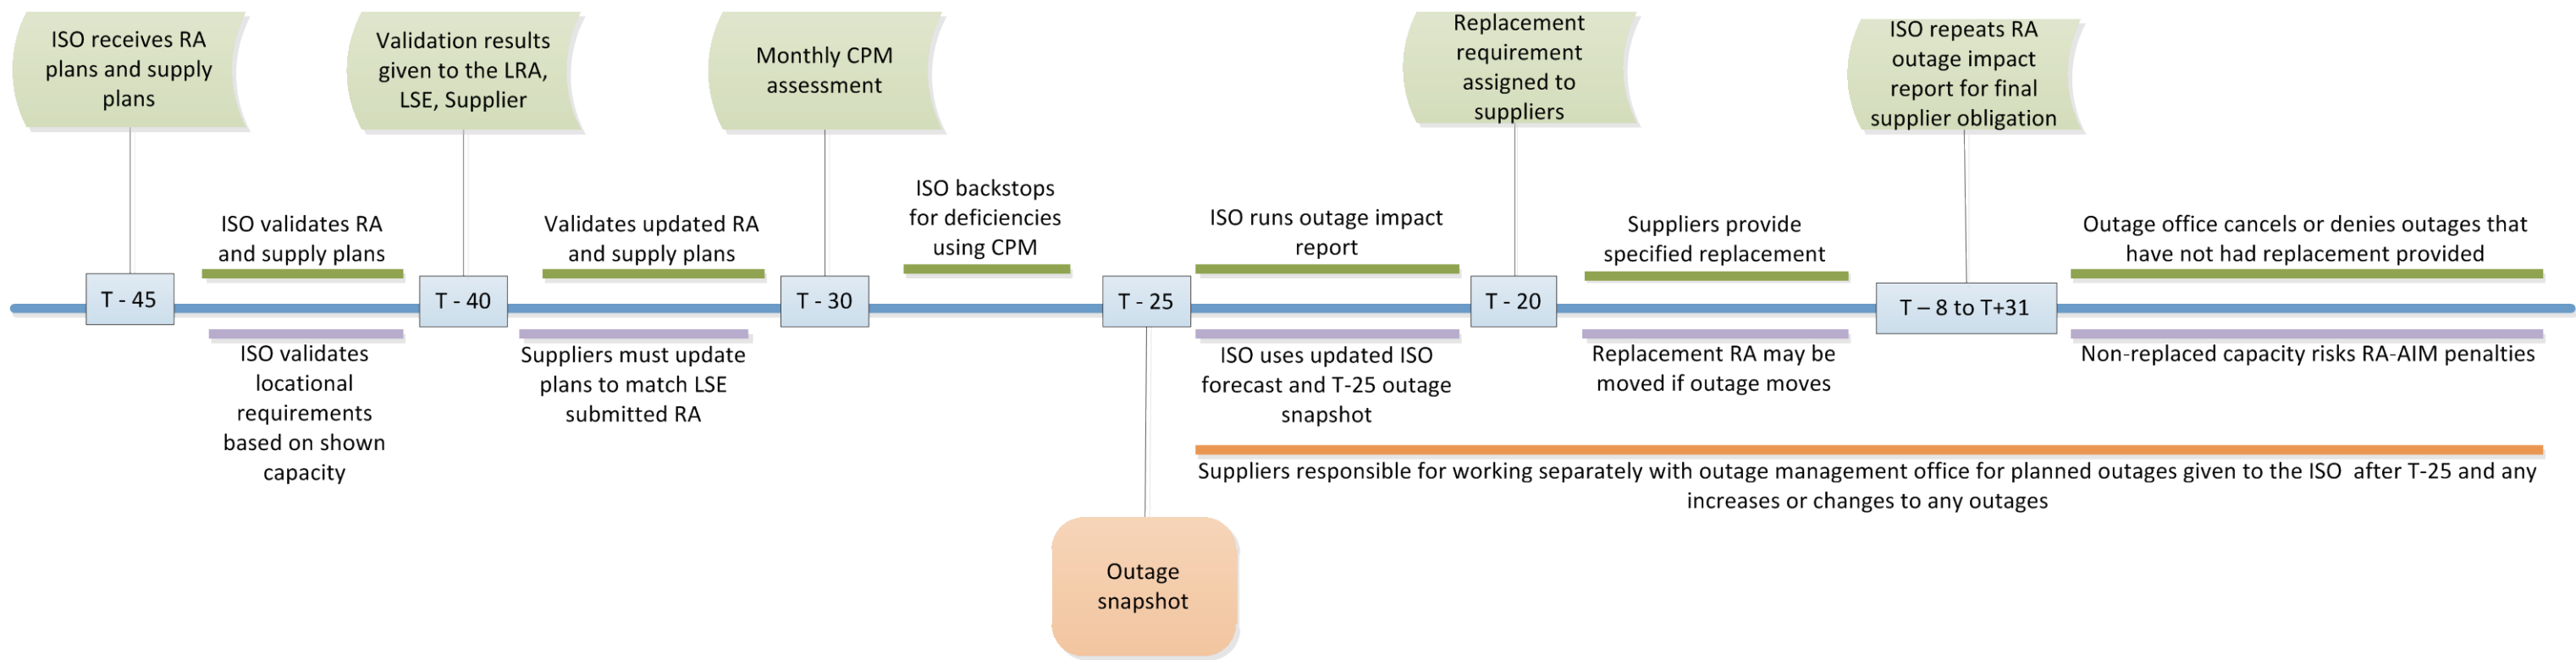 ISO receives RA
plans and supply
plans
Validation results
given to the LRA,
LSE, Supplier
Monthly CPM
assessment
Replacement
requirement
assigned to
suppliers
ISO repeats RA
outage impact
report for final
supplier obligation
ISO validates RA
and supply plans
Validates updated RA
and supply plans
ISO backstops
for deficiencies
using CPM
ISO runs outage impact
report
Suppliers provide
specified replacement
Outage office cancels or denies outages that
have not had replacement provided
T - 45
T - 40
T - 30
T - 25
T - 20
T – 8 to T+31
ISO validates
locational
requirements
based on shown
capacity
Suppliers must update
plans to match LSE
submitted RA
ISO uses updated ISO
forecast and T-25 outage
snapshot
Replacement RA may be
moved if outage moves
Non-replaced capacity risks RA-AIM penalties
Suppliers responsible for working separately with outage management office for planned outages given to the ISO  after T-25 and any
increases or changes to any outages
Outage
snapshot